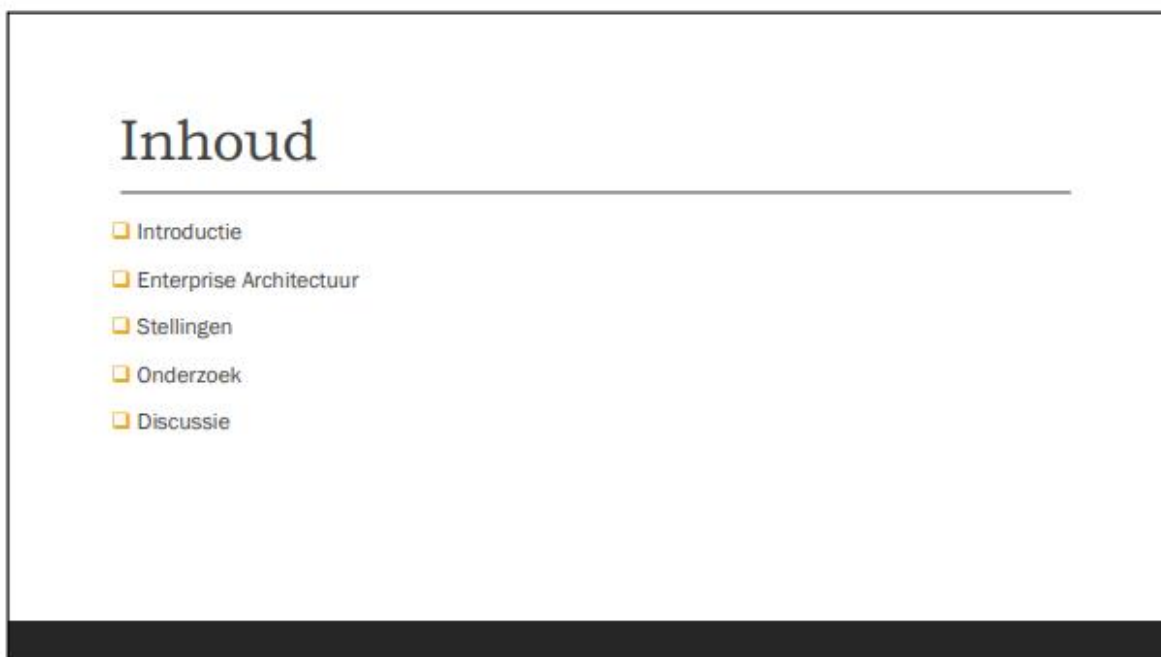 Inhoud
Introductie
Enterprise Architectuur
Stellingen
Onderzoek
Discussie